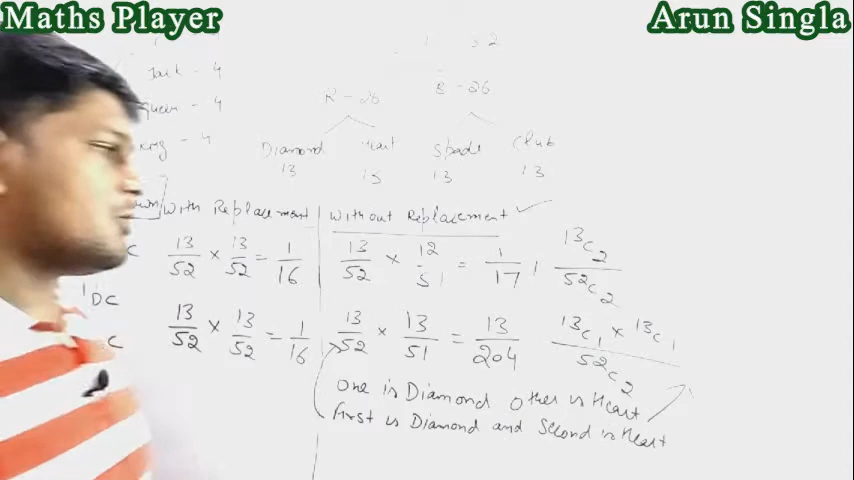 Maths Player
Arun Singla
52
Jack - 4
Queen - 4
King - 4
R - 26
B - 26
Diamond
Heart
Spade
Club
13
13
13
13
With Replacement
Without Replacement
13/52 × 13/52 = 1/16
13/52 × 12/51 = 1/17, 13C2/52C2
1DC
13/52 × 13/52 = 1/16
13/52 × 13/51 = 13/204
13C1 × 13C1/52C2
One is Diamond Other is Heart
First is Diamond and Second is Heart